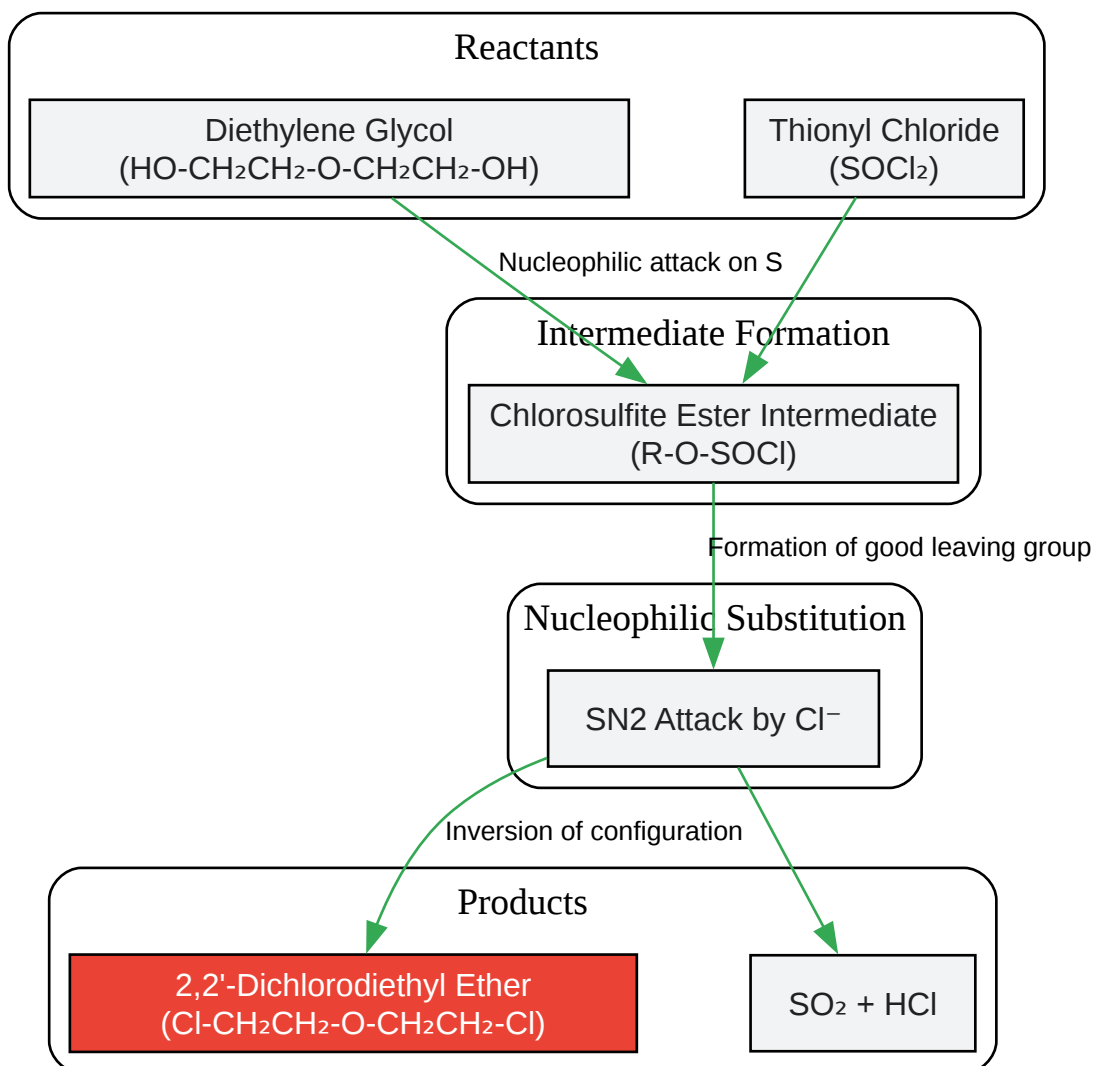 Reactants
Diethylene Glycol
(HO-CH₂CH₂-O-CH₂CH₂-OH)
Thionyl Chloride
(SOCl₂)
Nucleophilic attack on S
Intermediate Formation
Chlorosulfite Ester Intermediate
(R-O-SOCl)
Formation of good leaving group
Nucleophilic Substitution
SN2 Attack by Cl⁻
Inversion of configuration
Products
2,2'-Dichlorodiethyl Ether
(Cl-CH₂CH₂-O-CH₂CH₂-Cl)
SO₂ + HCl